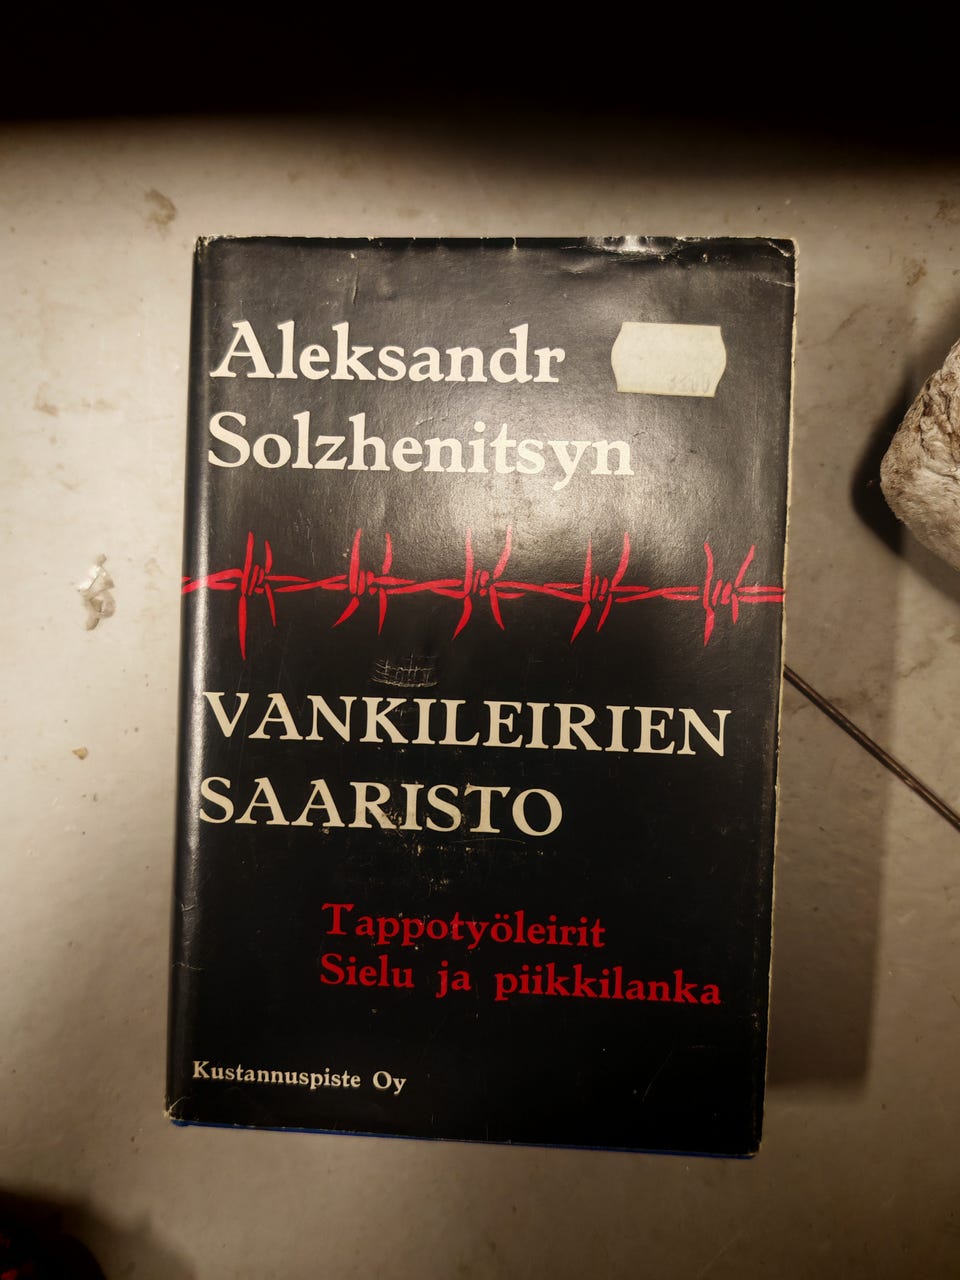 Aleksandr
Solzhenitsyn
VANKILEIRIEN
SAARISTO
Tappotyöleirit
Sielu ja piikkilanka
Kustannuspiste Oy